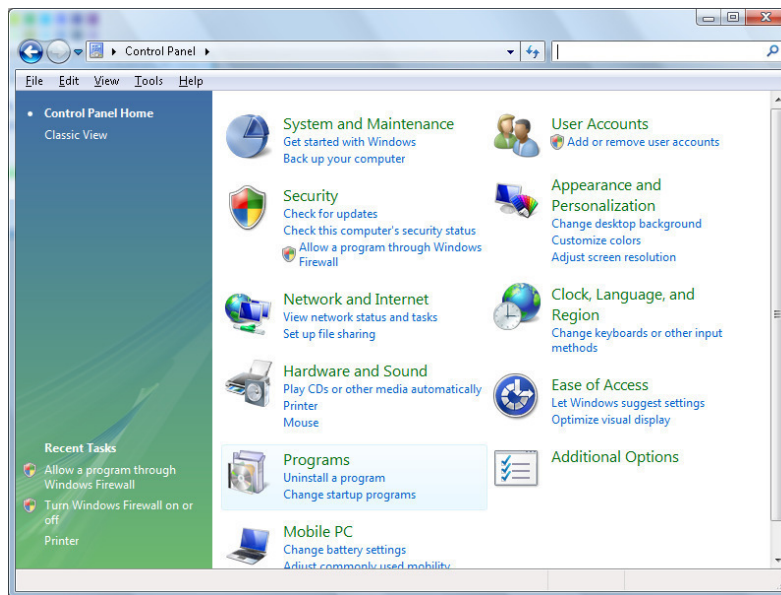 Control Panel
File Edit View Tools Help
Control Panel Home
Classic View
System and Maintenance
Get started with Windows
Back up your computer
Security
Check for updates
Check this computer's security status
Allow a program through Windows
Firewall
Network and Internet
View network status and tasks
Set up file sharing
Hardware and Sound
Play CDs or other media automatically
Printer
Mouse
Programs
Uninstall a program
Change startup programs
Mobile PC
Change battery settings
Adjust commonly used mobility
User Accounts
Add or remove user accounts
Appearance and
Personalization
Change desktop background
Customize colors
Adjust screen resolution
Clock, Language, and
Region
Change keyboards or other input
methods
Ease of Access
Let Windows suggest settings
Optimize visual display
Additional Options
Recent Tasks
Allow a program through
Windows Firewall
Turn Windows Firewall on or
off
Printer